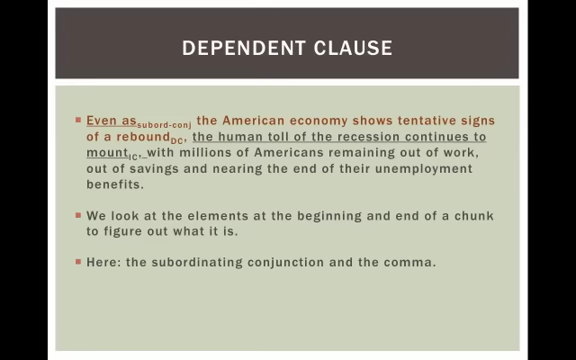 DEPENDENT CLAUSE
Even as subord-conj the American economy shows tentative signs
of a rebound DC, the human toll of the recession continues to
mount IC, with millions of Americans remaining out of work,
out of savings and nearing the end of their unemployment
benefits.
We look at the elements at the beginning and end of a chunk
to figure out what it is.
Here: the subordinating conjunction and the comma.